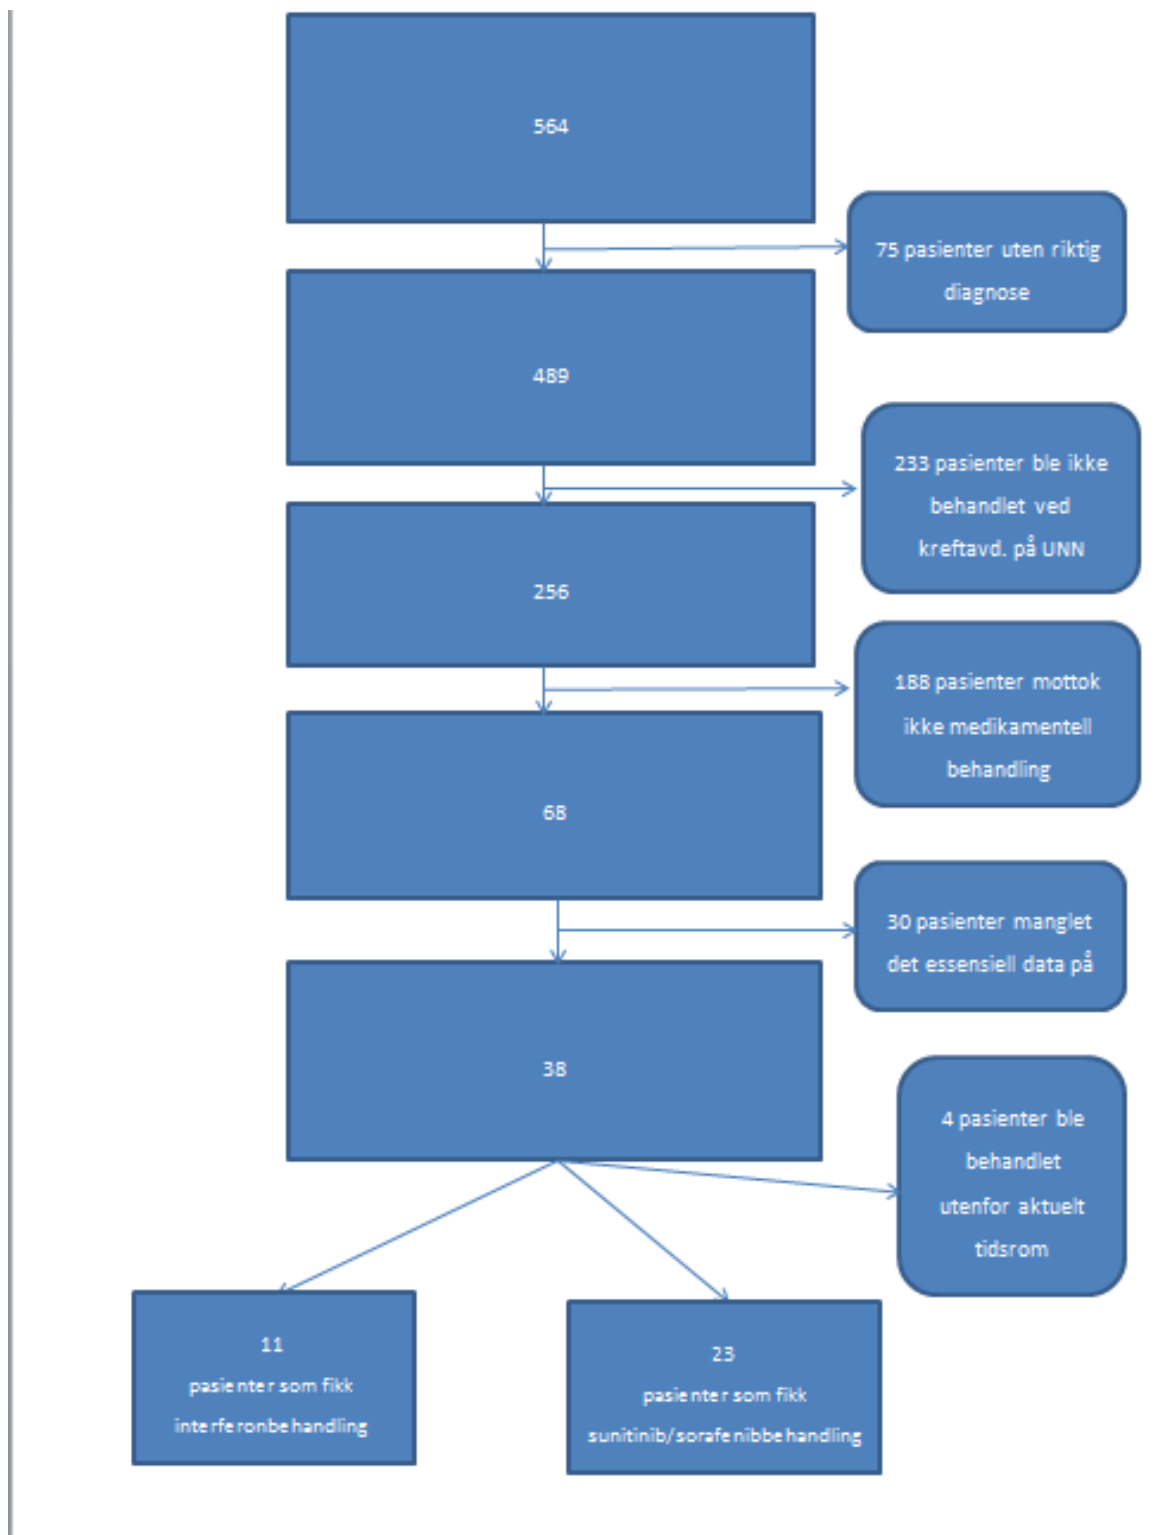 564
75 pasienter uten riktig
diagnose
489
233 pasienter ble ikke
behandlet ved
kreftavd. på UNN
256
188 pasienter mottok
ikke medikamentell
behandling
68
30 pasienter manglet
det essensiell data på
38
4 pasienter ble
behandlet
utenfor aktuelt
tidsrom
11
pasienter som fikk
interferonbehandling
23
pasienter som fikk
sunitinib/sorafenibbehandling